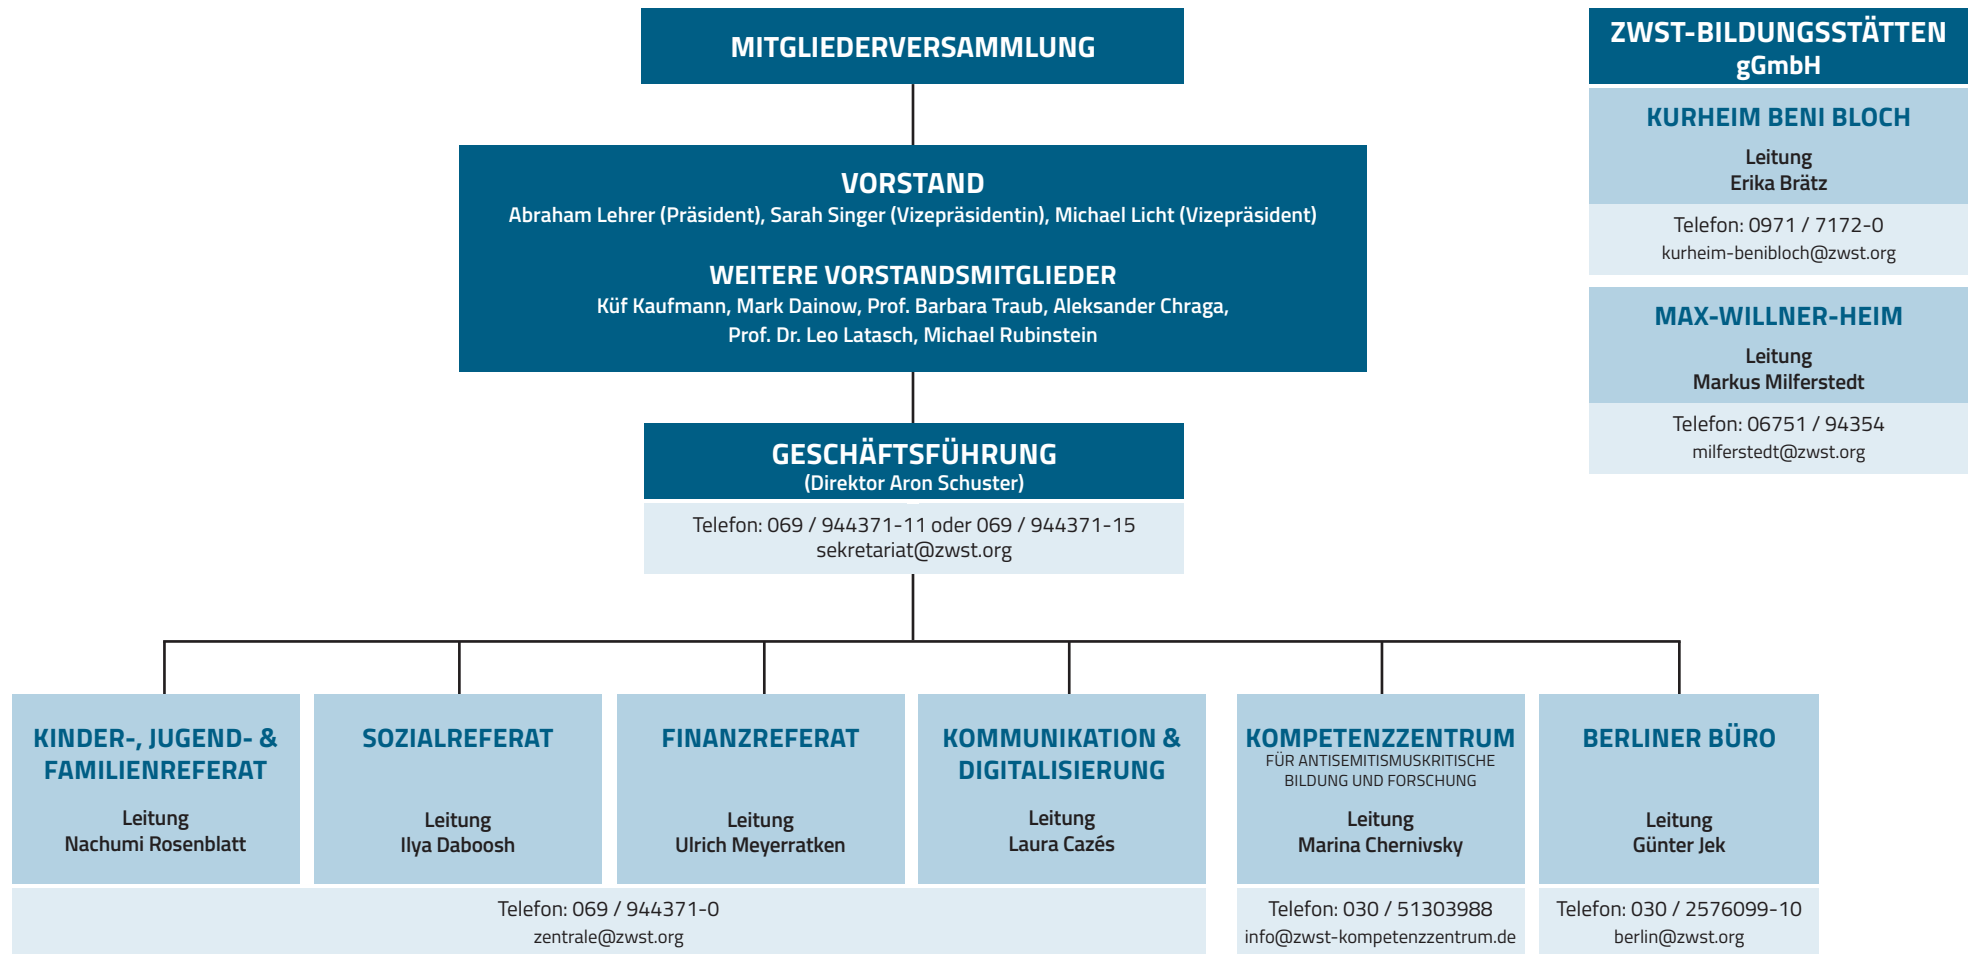 MITGLIEDERVERSAMMLUNG
VORSTAND
Abraham Lehrer (Präsident), Sarah Singer (Vizepräsidentin), Michael Licht (Vizepräsident)
WEITERE VORSTANDSMITGLIEDER
Küf Kaufmann, Mark Dainow, Prof. Barbara Traub, Aleksander Chraga,
Prof. Dr. Leo Latasch, Michael Rubinstein
GESCHÄFTSFÜHRUNG
(Direktor Aron Schuster)
Telefon: 069 / 944371-11 oder 069 / 944371-15
sekretariat@zwst.org
ZWST-BILDUNGSSTÄTTEN
gGmbH
KURHEIM BENI BLOCH
Leitung
Erika Brätz
Telefon: 0971 / 7172-0
kurheim-benibloch@zwst.org
MAX-WILLNER-HEIM
Leitung
Markus Milferstedt
Telefon: 06751 / 94354
milferstedt@zwst.org
KINDER-, JUGEND- &
FAMILIENREFERAT
Leitung
Nachumi Rosenblatt
SOZIALREFERAT
Leitung
Ilya Daboosh
FINANZREFERAT
Leitung
Ulrich Meyerratken
KOMMUNIKATION &
DIGITALISIERUNG
Leitung
Laura Cazés
Telefon: 069 / 944371-0
zentrale@zwst.org
KOMPETENZZENTRUM
FÜR ANTISEMITISMUSKRITISCHE
BILDUNG UND FORSCHUNG
Leitung
Marina Chernivsky
Telefon: 030 / 51303988
info@zwst-kompetenzzentrum.de
BERLINER BÜRO
Leitung
Günter Jek
Telefon: 030 / 2576099-10
berlin@zwst.org